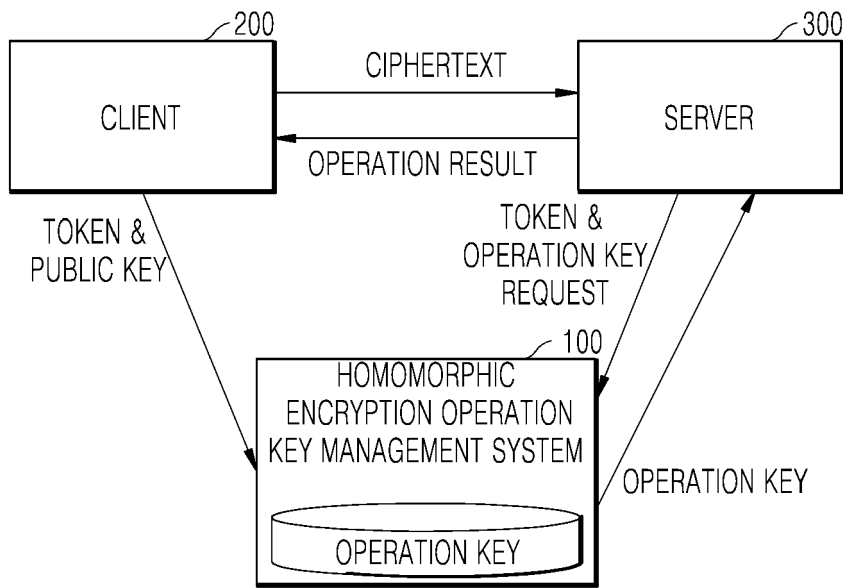 200
300
CLIENT
CIPHERTEXT
SERVER
OPERATION RESULT
TOKEN &
PUBLIC KEY
TOKEN &
OPERATION KEY
REQUEST
100
HOMOMORPHIC
ENCRYPTION OPERATION
KEY MANAGEMENT SYSTEM
OPERATION KEY
OPERATION KEY